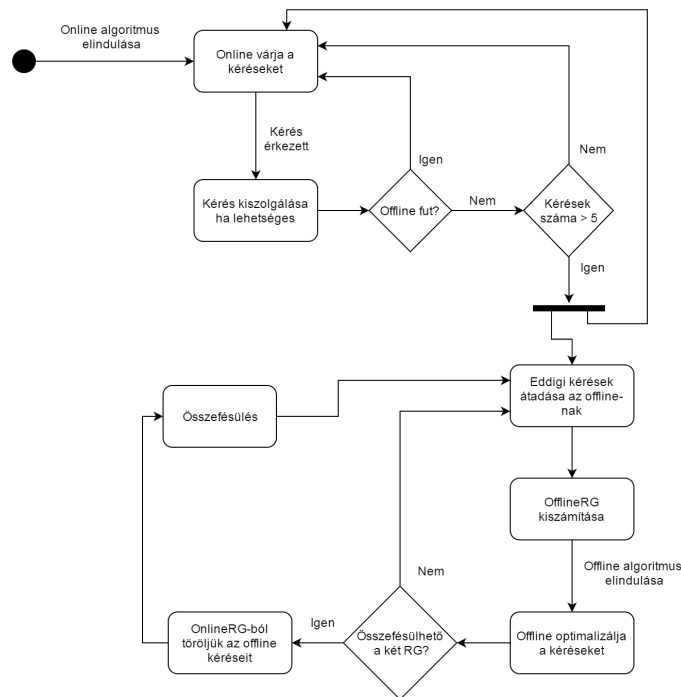 Online algoritmus
elindulása
Online várja a
kéréseket
Kérés
érkezett
Igen
Nem
Kérés kiszolgálása
ha lehetséges
Offline fut?
Nem
Kérések
száma > 5
Igen
Eddigi kérések
átadása az offline-
nak
Összefésülés
OfflineRG
kiszámítása
Offline algoritmus
elindulása
Nem
OnlineRG-ból
töröljük az offline
kéréseit
Igen
Összefésülhető
a két RG?
Offline optimalizálja
a kéréseket